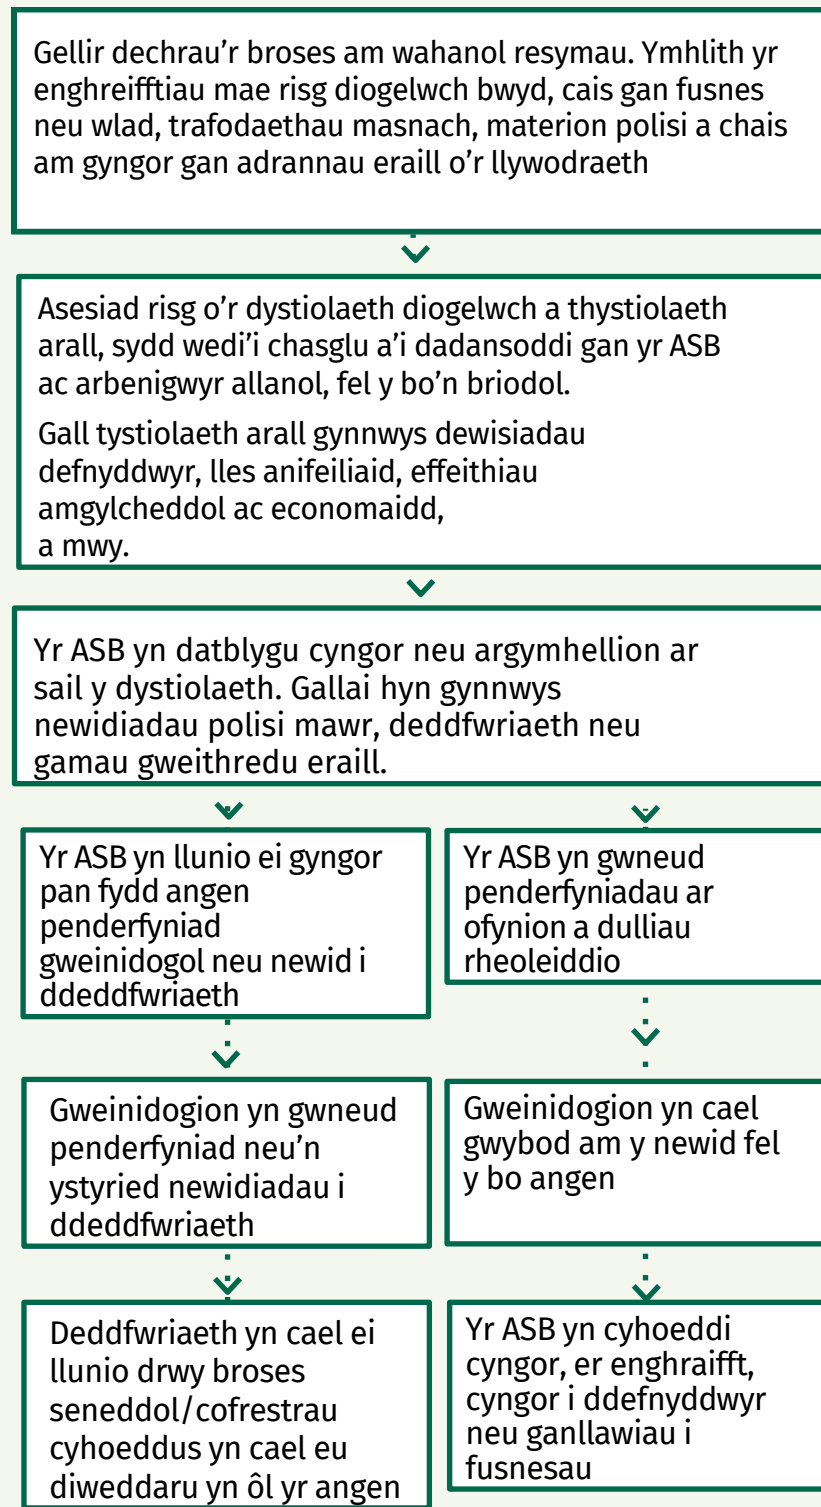 Gellir dechrau'r broses am wahanol resymau. Ymhlith yr
enghreifftiau mae risg diogelwch bwyd, cais gan fusnes
neu wlad, trafodaethau masnach, materion polisi a chais
am gyngor gan adrannau eraill o'r llywodraeth
Asesiad risg o'r dystiolaeth diogelwch a thystiolaeth
arall, sydd wedi'i chasglu a'i dadansoddi gan yr ASB
ac arbenigwyr allanol, fel y bo'n briodol.
Gall tystiolaeth arall gynnwys dewisiadau
defnyddwyr, lles anifeiliaid, effeithiau
amgylcheddol ac economaidd,
a mwy.
Yr ASB yn datblygu cyngor neu argymhellion ar
sail y dystiolaeth. Gallai hyn gynnwys
newidiadau polisi mawr, deddfwriaeth neu
gamau gweithredu eraill.
Yr ASB yn llunio ei gyngor
pan fydd angen
penderfyniad
gweinidogol neu newid i
ddeddfwriaeth
Yr ASB yn gwneud
penderfyniadau ar
ofynion a dulliau
rheoleiddio
Gweinidogion yn gwneud
penderfyniad neu'n
ystyried newidiadau i
ddeddfwriaeth
Gweinidogion yn cael
gwybod am y newid fel
y bo angen
Deddfwriaeth yn cael ei
llunio drwy broses
seneddol/cofrestrau
cyhoeddus yn cael eu
diweddaru yn ôl yr angen
Yr ASB yn cyhoeddi
cyngor, er enghraifft,
cyngor i ddefnyddwyr
neu ganllawiau i
fusnesau